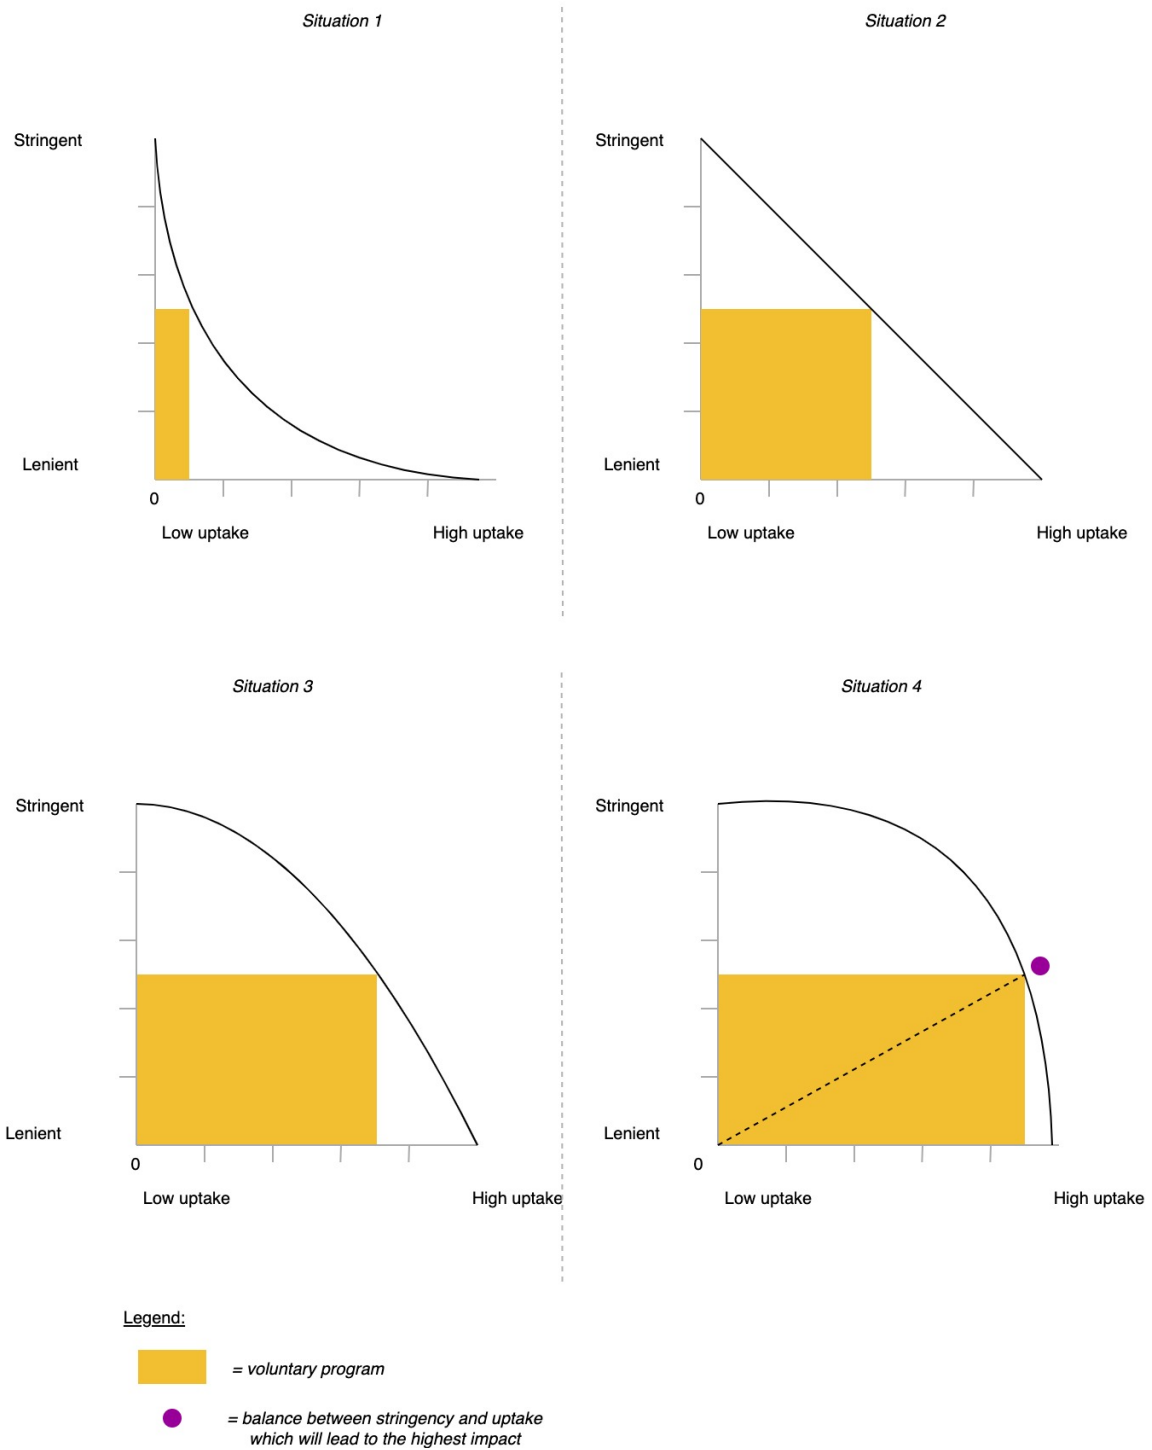 Situation 1
Situation 2
Stringent
Stringent
Lenient
Lenient
0
0
Low uptake
High uptake
Low uptake
High uptake
Situation 3
Situation 4
Stringent
Stringent
Lenient
Lenient
0
0
Low uptake
High uptake
Low uptake
High uptake
Legend:
= voluntary program
= balance between stringency and uptake
which will lead to the highest impact